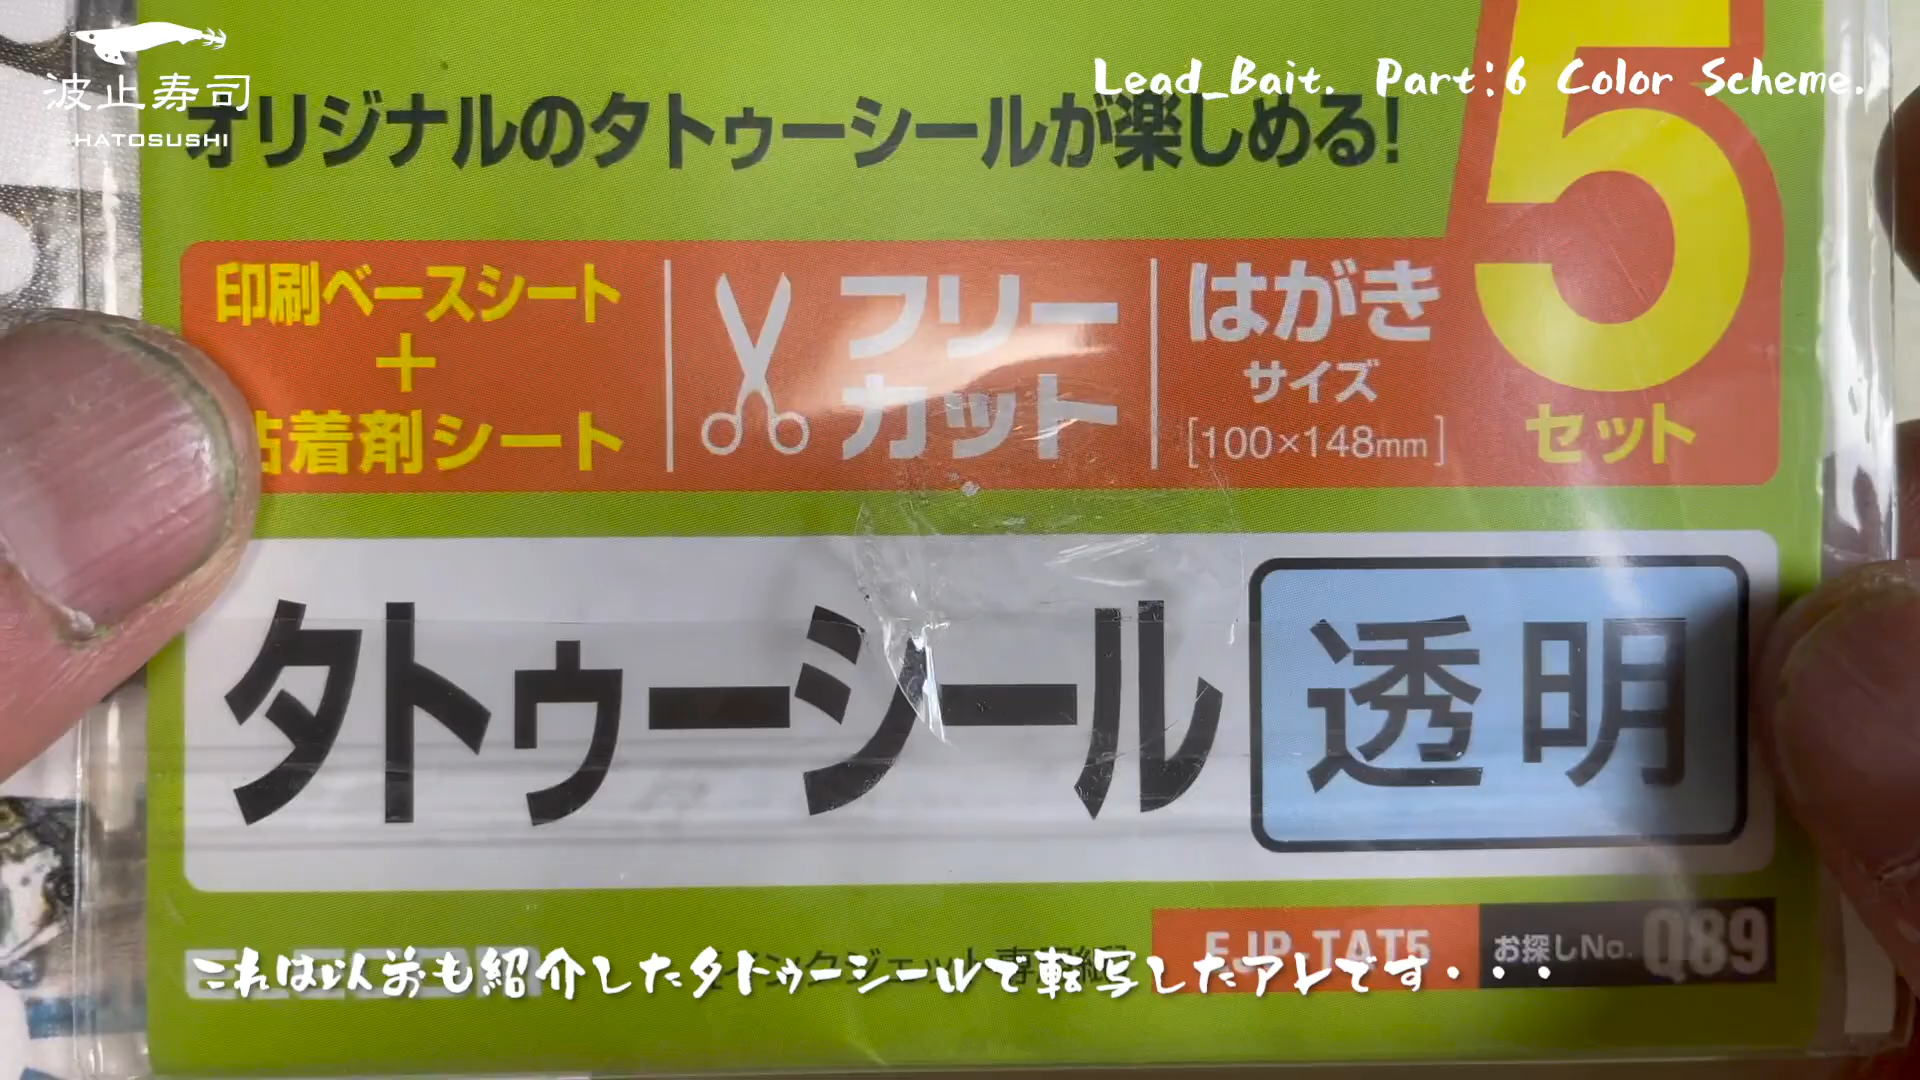 波止寿司
HATOSUSHI
Lead_Bait. Part:6 Color Scheme.
オリジナルのタトゥーシールが楽しめる!
印刷ベースシート
+
粘着剤シート
フリー
カット
はがき
サイズ
[100×148mm]
5
セット
タトゥーシール
透明
EJP-TAT5
お探しNo. Q89
これは以前も紹介したタトゥーシールで転写したアレです・・・